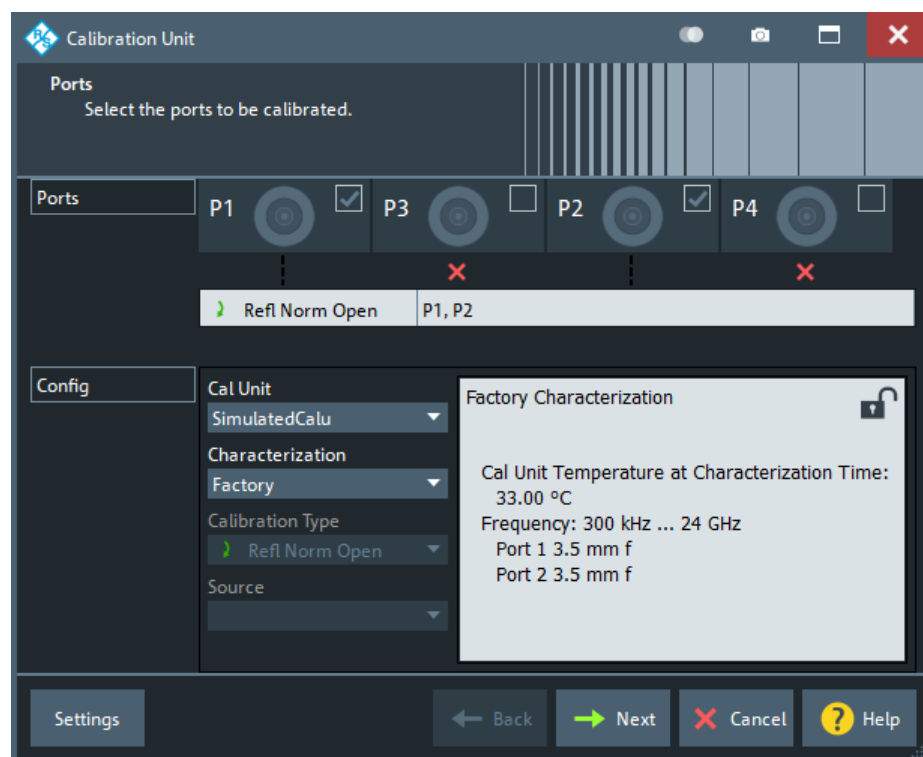 Calibration Unit
Ports
Select the ports to be calibrated.
Ports
P1 P3 P2 P4
Refl Norm Open P1, P2
Config
Cal Unit
SimulatedCalu
Characterization
Factory
Calibration Type
Refl Norm Open
Source
Factory Characterization
Cal Unit Temperature at Characterization Time:
33.00 ºC
Frequency: 300 kHz ... 24 GHz
Port 1 3.5 mm f
Port 2 3.5 mm f
Settings Back Next Cancel ? Help